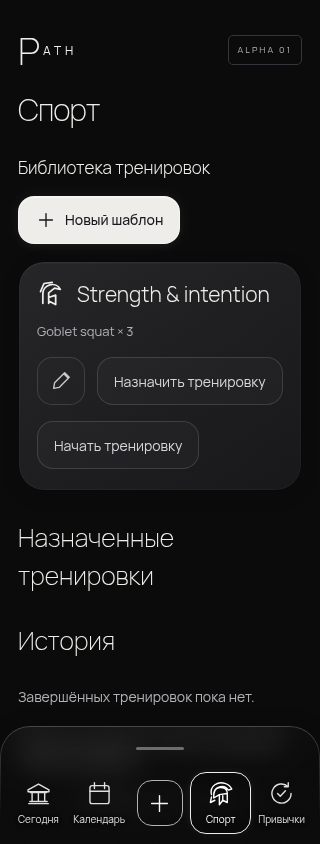 PATH
ALPHA 01
Спорт
Библиотека тренировок
Новый шаблон
Strength & intention
Goblet squat × 3
Назначить тренировку
Начать тренировку
Назначенные
тренировки
История
Завершённых тренировок пока нет.
Сегодня
Календарь
Спорт
Привычки